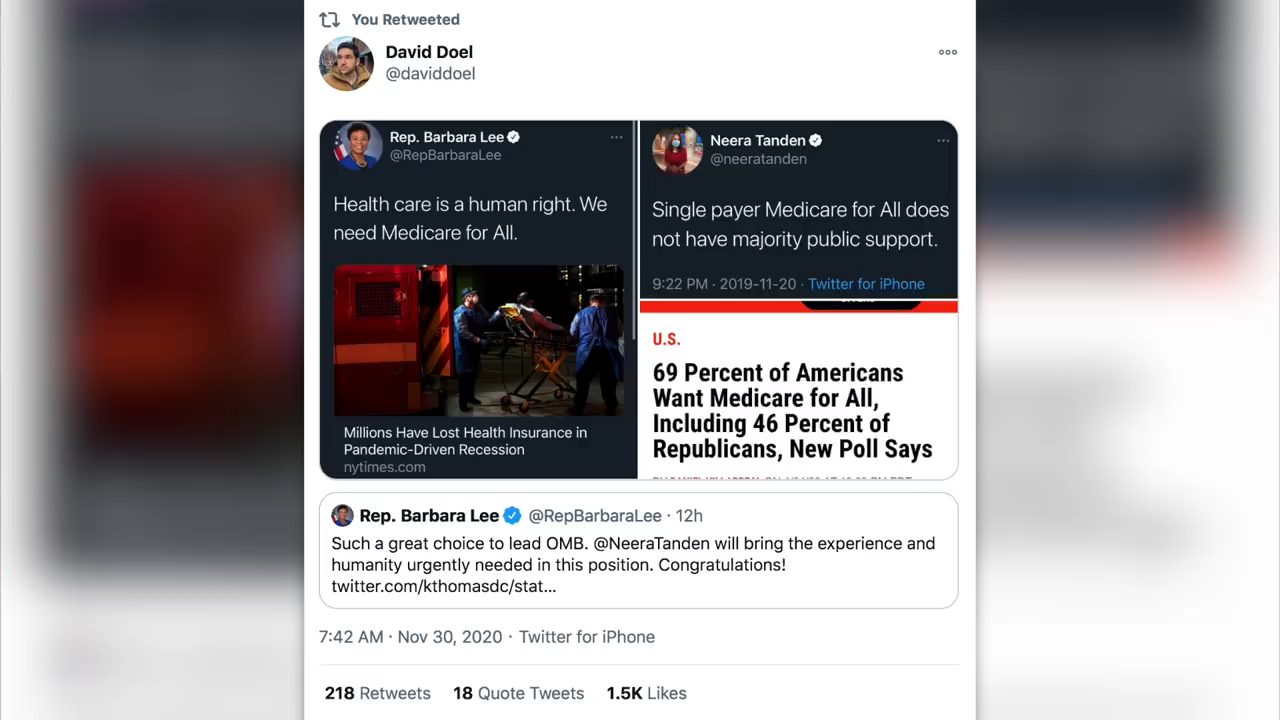 You Retweeted
David Doel
@daviddoel
Rep. Barbara Lee
@RepBarbaraLee
Health care is a human right. We
need Medicare for All.
Millions Have Lost Health Insurance in
Pandemic-Driven Recession
nytimes.com
Neera Tanden
@neeratanden
Single payer Medicare for All does
not have majority public support.
9:22 PM · 2019-11-20 · Twitter for iPhone
U.S.
69 Percent of Americans
Want Medicare for All,
Including 46 Percent of
Republicans, New Poll Says
Rep. Barbara Lee @RepBarbaraLee · 12h
Such a great choice to lead OMB. @NeeraTanden will bring the experience and
humanity urgently needed in this position. Congratulations!
twitter.com/kthomasdc/stat...
7:42 AM · Nov 30, 2020 · Twitter for iPhone
218 Retweets 18 Quote Tweets 1.5K Likes